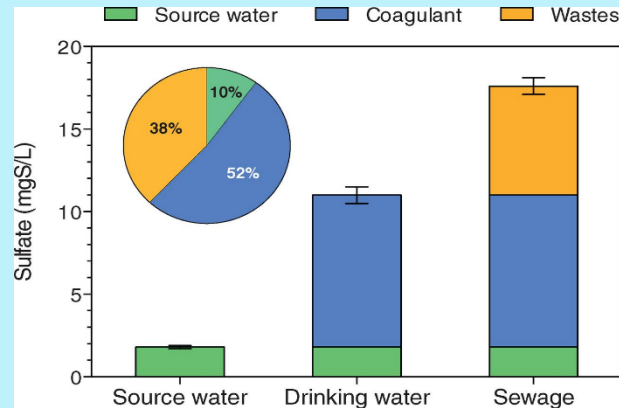 Source water Coagulant Wastes
Sulfate (mgS/L)
20
15
10
5
0
10%
38%
52%
Source water Drinking water Sewage